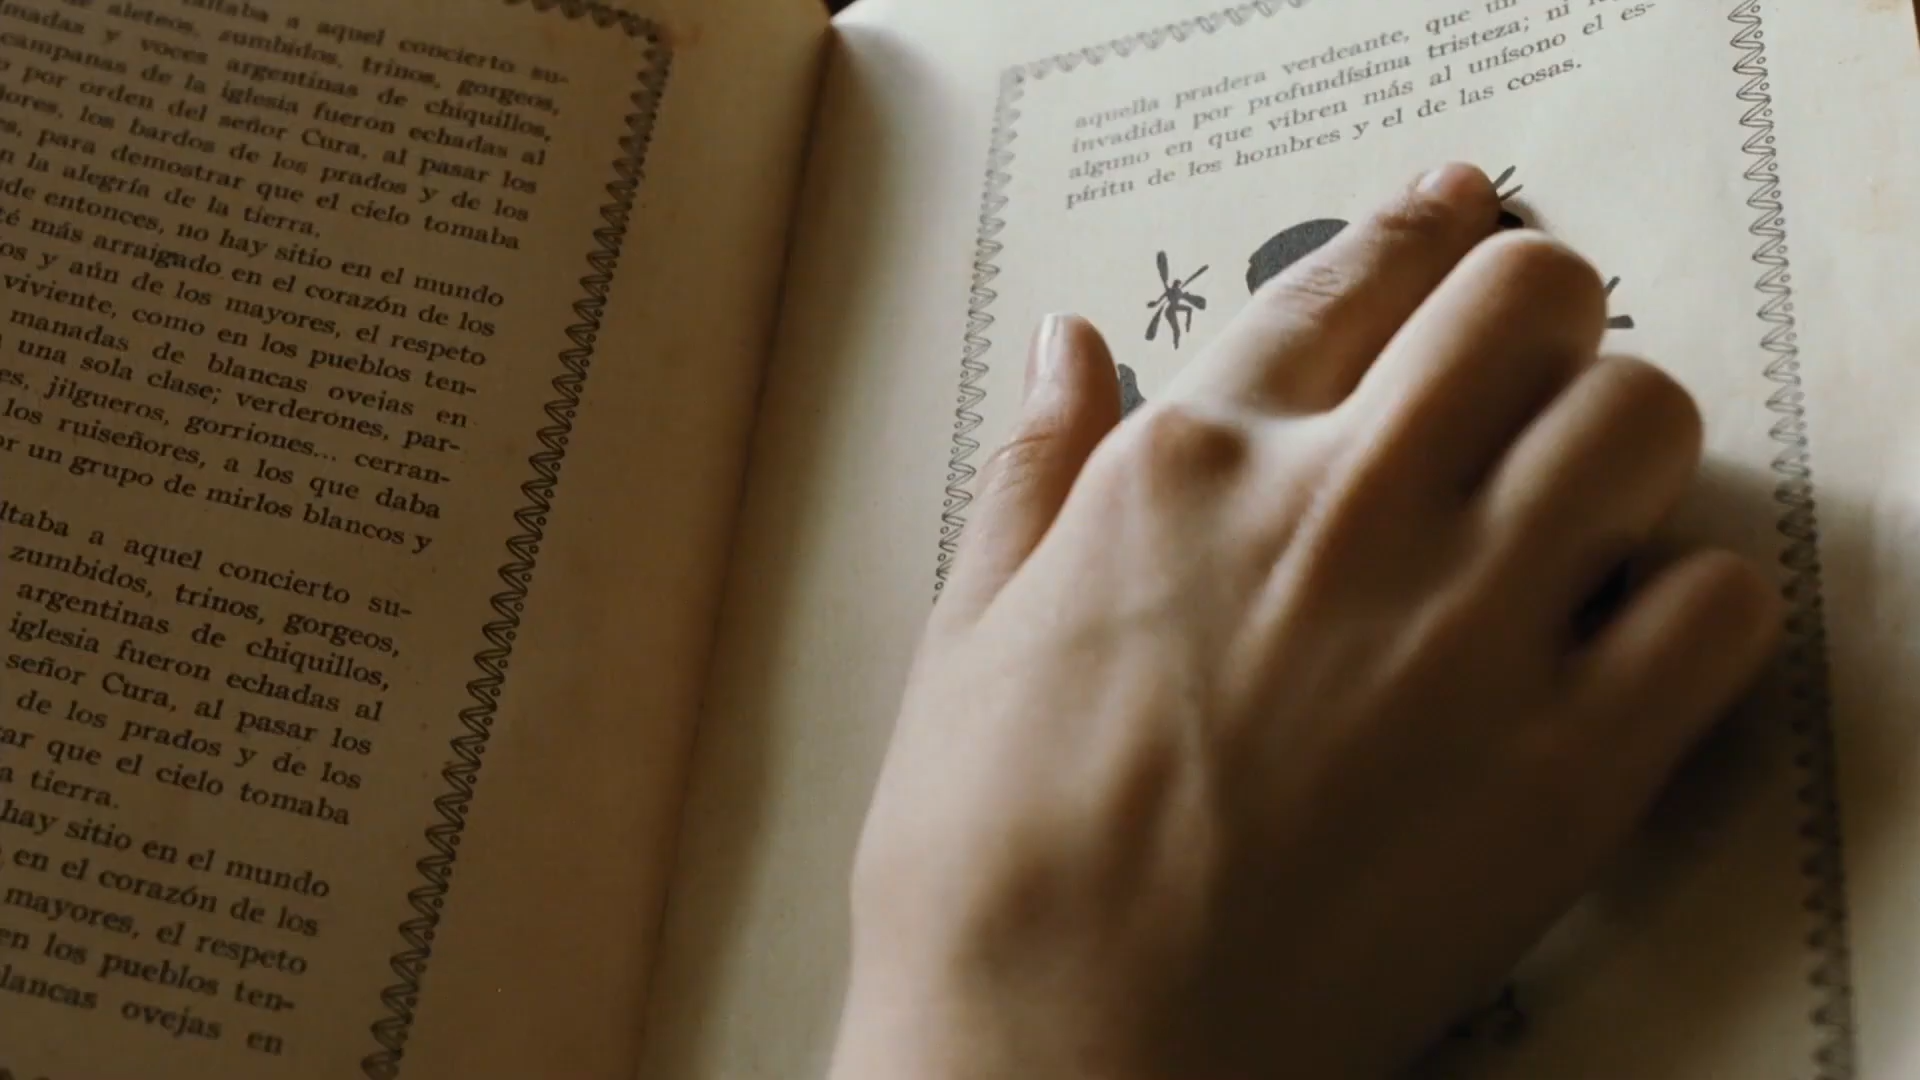 taltaba a aquel concierto su-
de aleteos, zumbidos, trinos, gorgeos,
y voces argentinas de chiquillos,
campanas de la iglesia fueron echadas al
por orden del señor Cura, al pasar los
los bardos de los prados y de los
para demostrar que el cielo tomaba
la alegría de la tierra.
entonces, no hay sitio en el mundo
más arraigado en el corazón de los
y aún de los mayores, el respeto
viviente, como en los pueblos ten-
manadas de blancas ovejas en
una sola clase; verderones, par-
jilgueros, gorriones... cerran-
los ruiseñores, a los que daba
un grupo de mirlos blancos y
ltaba a aquel concierto su-
zumbidos, trinos, gorgeos,
argentinas de chiquillos,
iglesia fueron echadas al
señor Cura, al pasar los
de los prados y de los
que el cielo tomaba
tierra.
hay sitio en el mundo
en el corazón de los
mayores, el respeto
en los pueblos ten-
blancas ovejas en
aquella pradera verdeante, que
invadida por profundísima tristeza; ni
alguno en que vibren más al unísono el es-
píritu de los hombres y el de las cosas.